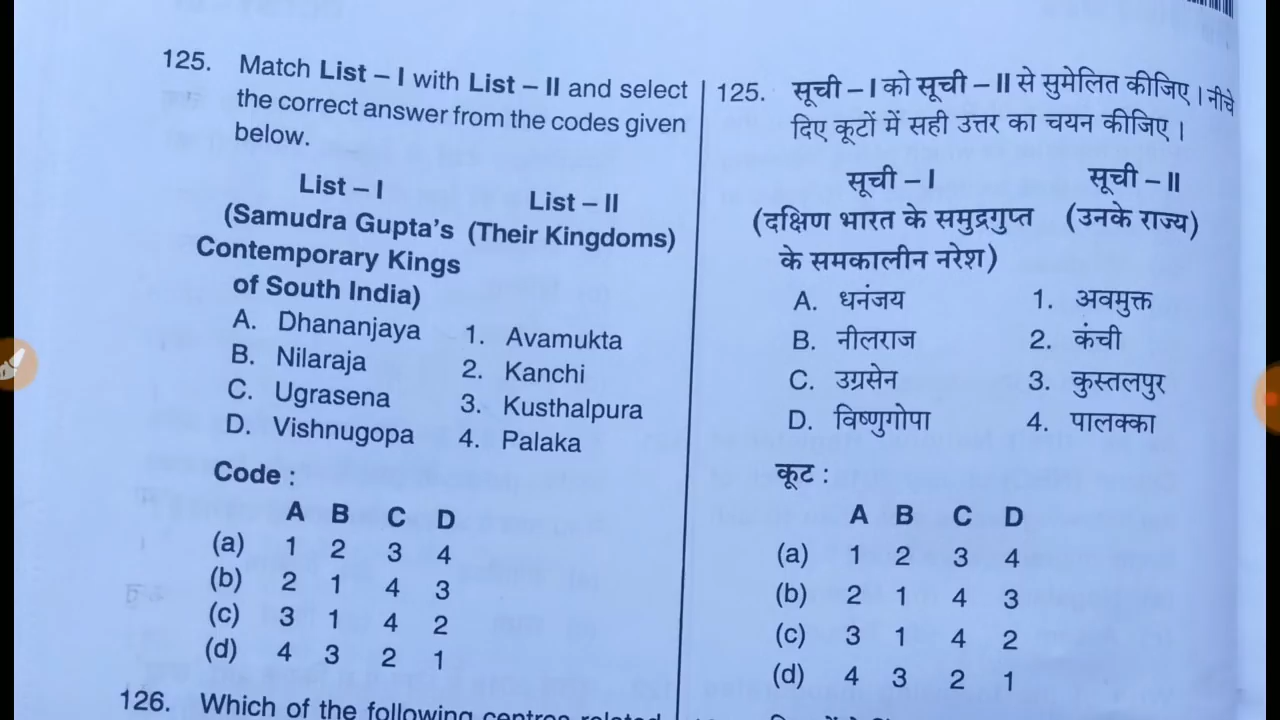 125. Match List – I with List – II and select
the correct answer from the codes given
below.
List – I
List – II
(Samudra Gupta's (Their Kingdoms)
Contemporary Kings
of South India)
A. Dhananjaya 1. Avamukta
B. Nilaraja 2. Kanchi
C. Ugrasena 3. Kusthalpura
D. Vishnugopa 4. Palaka
Code :
A B C D
(a) 1 2 3 4
(b) 2 1 4 3
(c) 3 1 4 2
(d) 4 3 2 1
126. Which of the following centres related
125. सूची – I को सूची – II से सुमेलित कीजिए । नीचे
दिए कूटों में सही उत्तर का चयन कीजिए ।
सूची – I सूची – II
(दक्षिण भारत के समुद्रगुप्त (उनके राज्य)
के समकालीन नरेश)
A. धनंजय 1. अवमुक्त
B. नीलराज 2. कंची
C. उग्रसेन 3. कुस्तलपुर
D. विष्णुगोपा 4. पालक्का
कूट :
A B C D
(a) 1 2 3 4
(b) 2 1 4 3
(c) 3 1 4 2
(d) 4 3 2 1